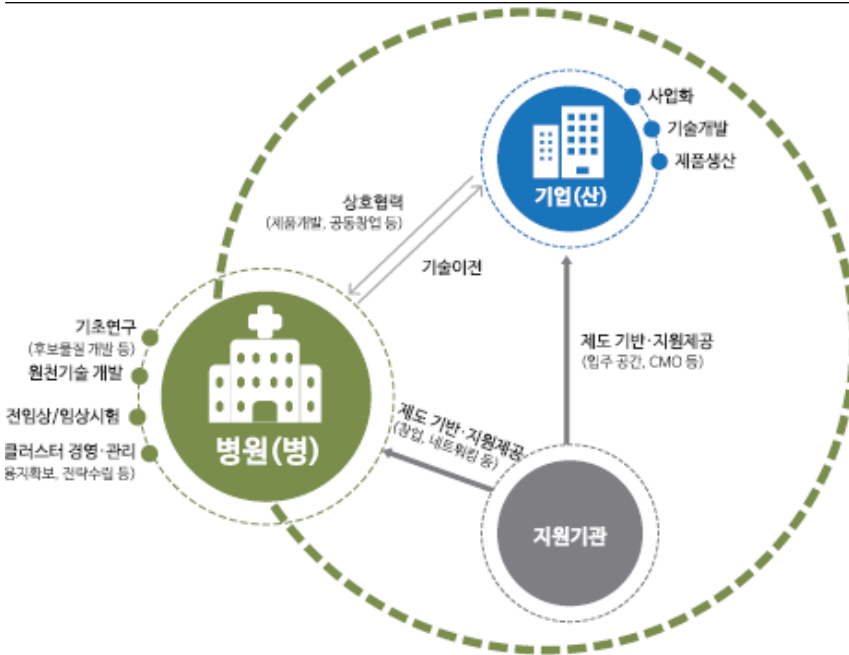 사업화
기술개발
제품생산
기업(산)
상호협력
(제품개발, 공동창업 등)
기술이전
기초연구
(후보물질 개발 등)
원천기술 개발
전임상/임상시험
클러스터 경영·관리
용지확보, 전략수립 등)
병원(병)
제도 기반·지원제공
(입주 공간, CMO 등)
제도 기반·지원제공
(창업, 네트워킹 등)
지원기관